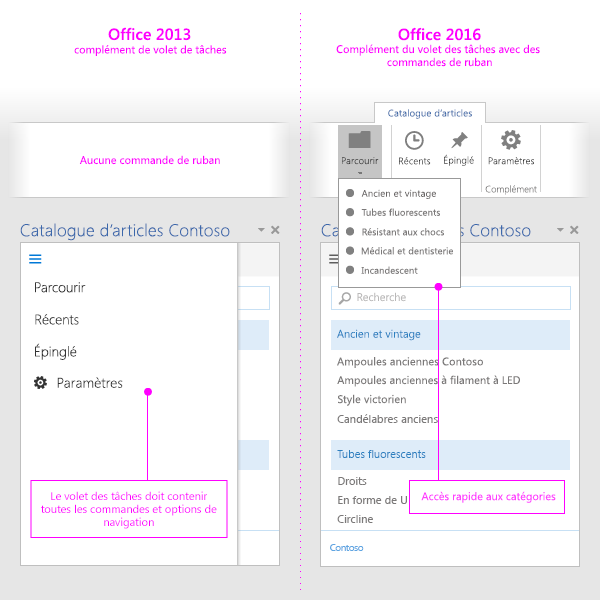 Office 2013
complément de volet de tâches
Aucune commande de ruban
Catalogue d'articles Contoso
Parcourir
Récents
Épinglé
Paramètres
Le volet des tâches doit contenir
toutes les commandes et options de
navigation
Office 2016
Complément du volet des tâches avec des
commandes de ruban
Catalogue d'articles
Parcourir
Récents
Épinglé
Paramètres
Complément
Ancien et vintage
Tubes fluorescents
Résistant aux chocs
Médical et dentisterie
Incandescent
s Contoso
Recherche
Ancien et vintage
Ampoules anciennes Contoso
Ampoules anciennes à filament à LED
Style victorien
Candélabres anciens
Tubes fluorescents
Droits
En forme de U
Circline
Accès rapide aux catégories
Contoso